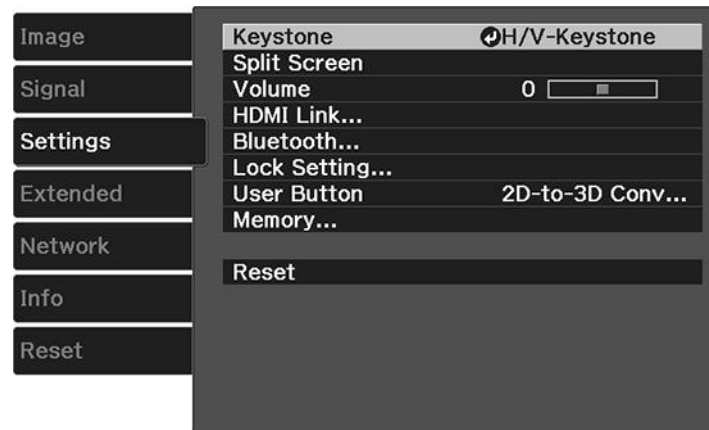 Image
Signal
Settings
Extended
Network
Info
Reset
Keystone H/V-Keystone
Split Screen
Volume 0
HDMI Link...
Bluetooth...
Lock Setting...
User Button 2D-to-3D Conv...
Memory...
Reset